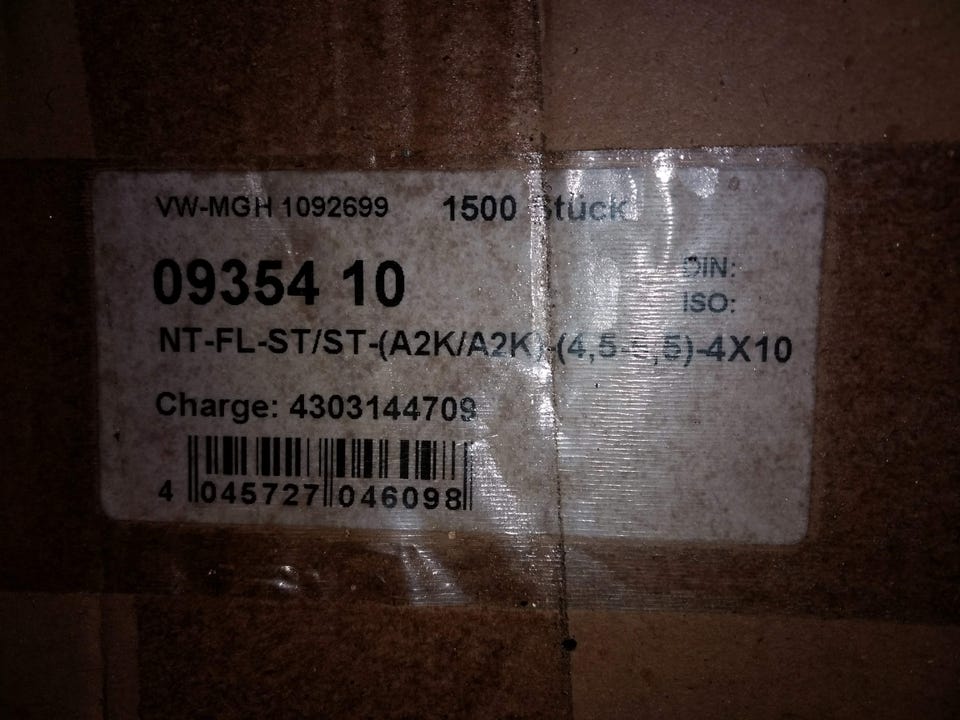 VW-MGH 1092699 1500 Stück
09354 10
DIN:
ISO:
NT-FL-ST/ST-(A2K/A2K)-(4,5- ,5)-4X10
Charge: 4303144709
4 045727 046098